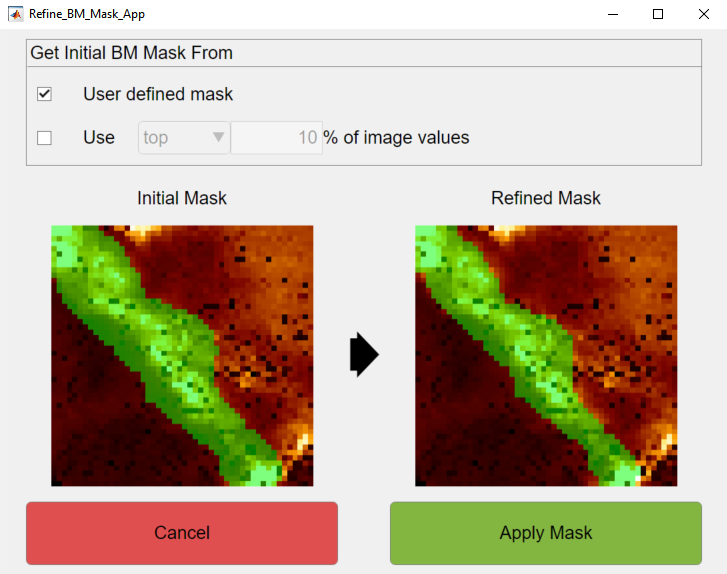 Refine_BM_Mask_App
Get Initial BM Mask From
User defined mask
Use top 10 % of image values
Initial Mask Refined Mask
Cancel Apply Mask